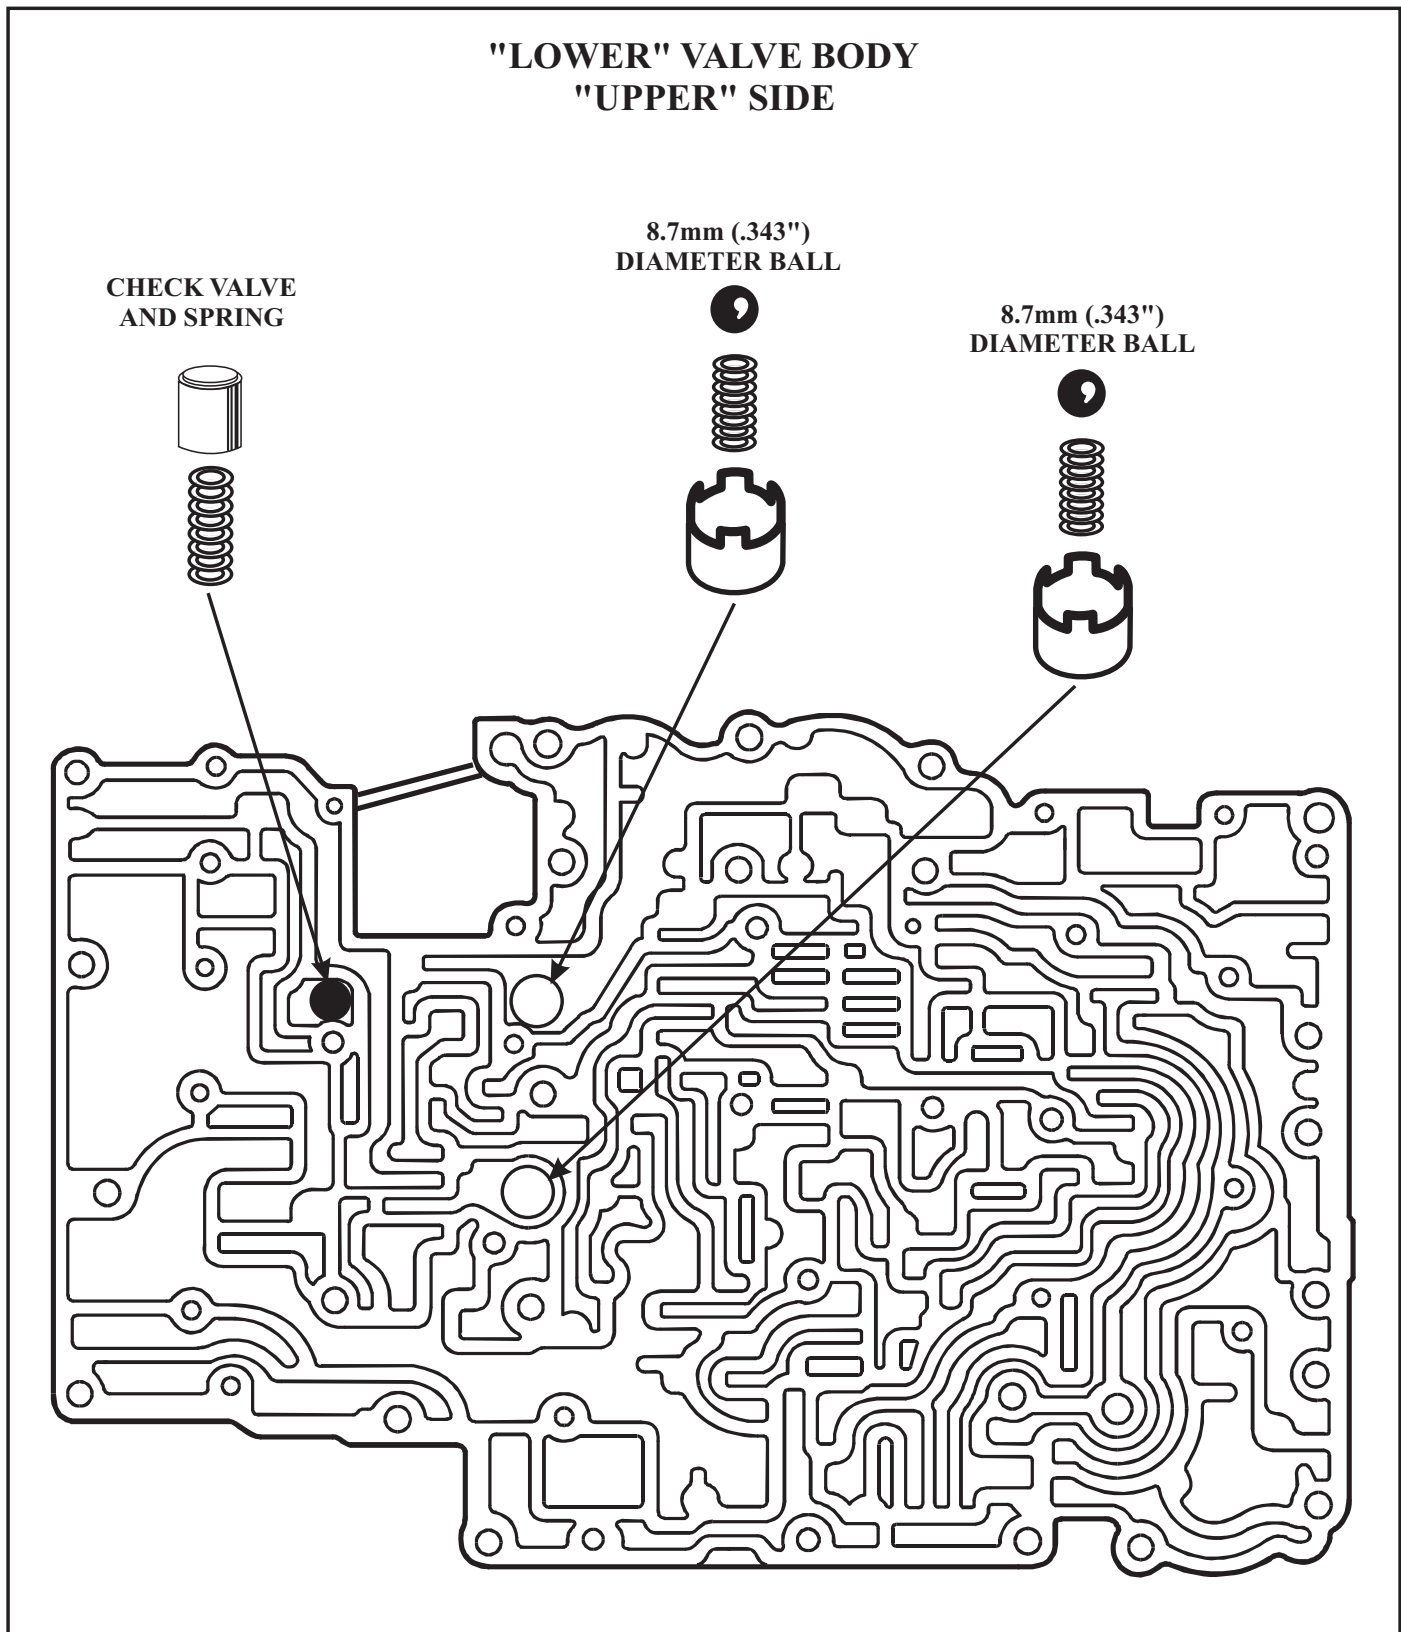 "LOWER" VALVE BODY
"UPPER" SIDE
8.7mm (.343")
DIAMETER BALL
CHECK VALVE
AND SPRING
8.7mm (.343")
DIAMETER BALL